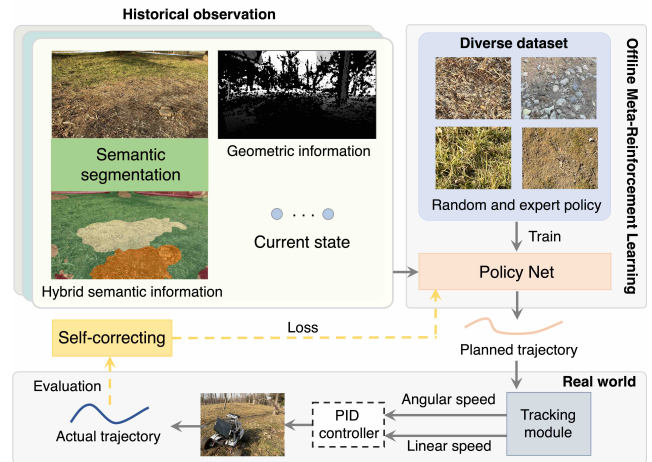 Historical observation
Semantic
segmentation
Geometric information
Current state
Hybrid semantic information
Diverse dataset
Random and expert policy
Offline Meta-Reinforcement Learning
Train
Policy Net
Planned trajectory
Self-correcting
Loss
Evaluation
Real world
Actual trajectory
PID
controller
Angular speed
Linear speed
Tracking
module